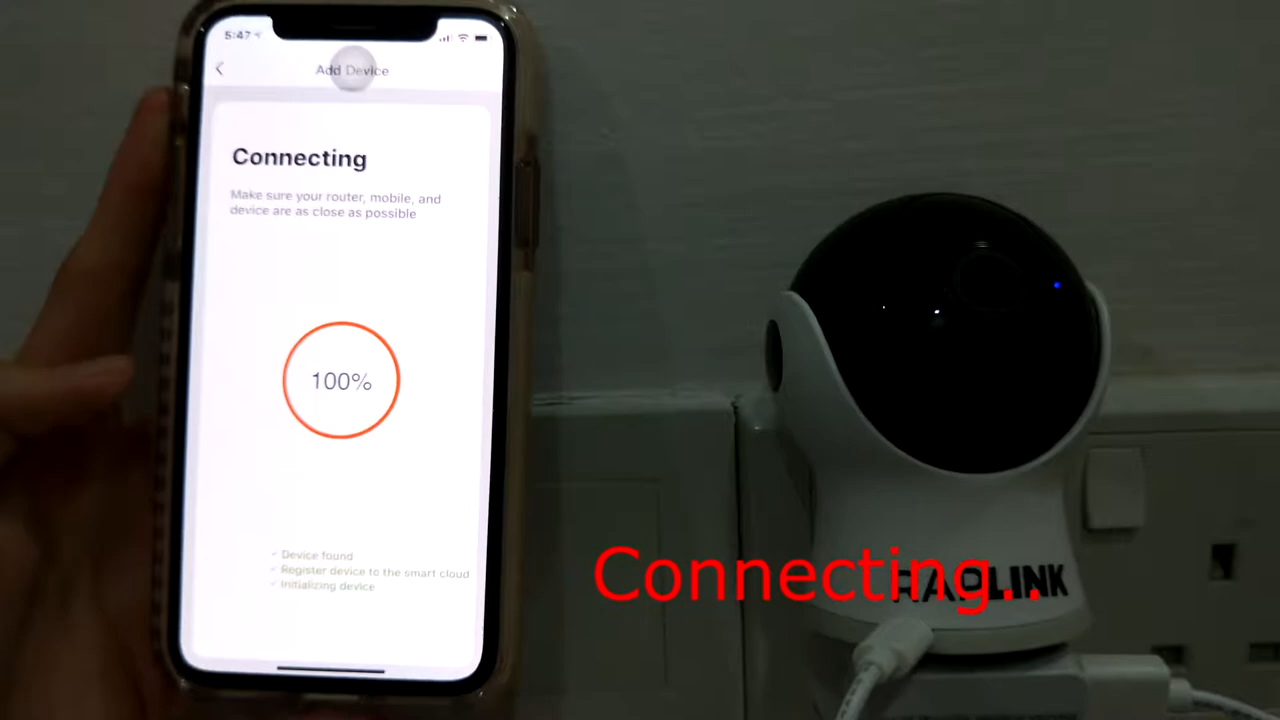 5:47
Add Device
Connecting
Make sure your router, mobile, and
device are as close as possible
100%
Device found
Register device to the smart cloud
Initializing device
Connecting..